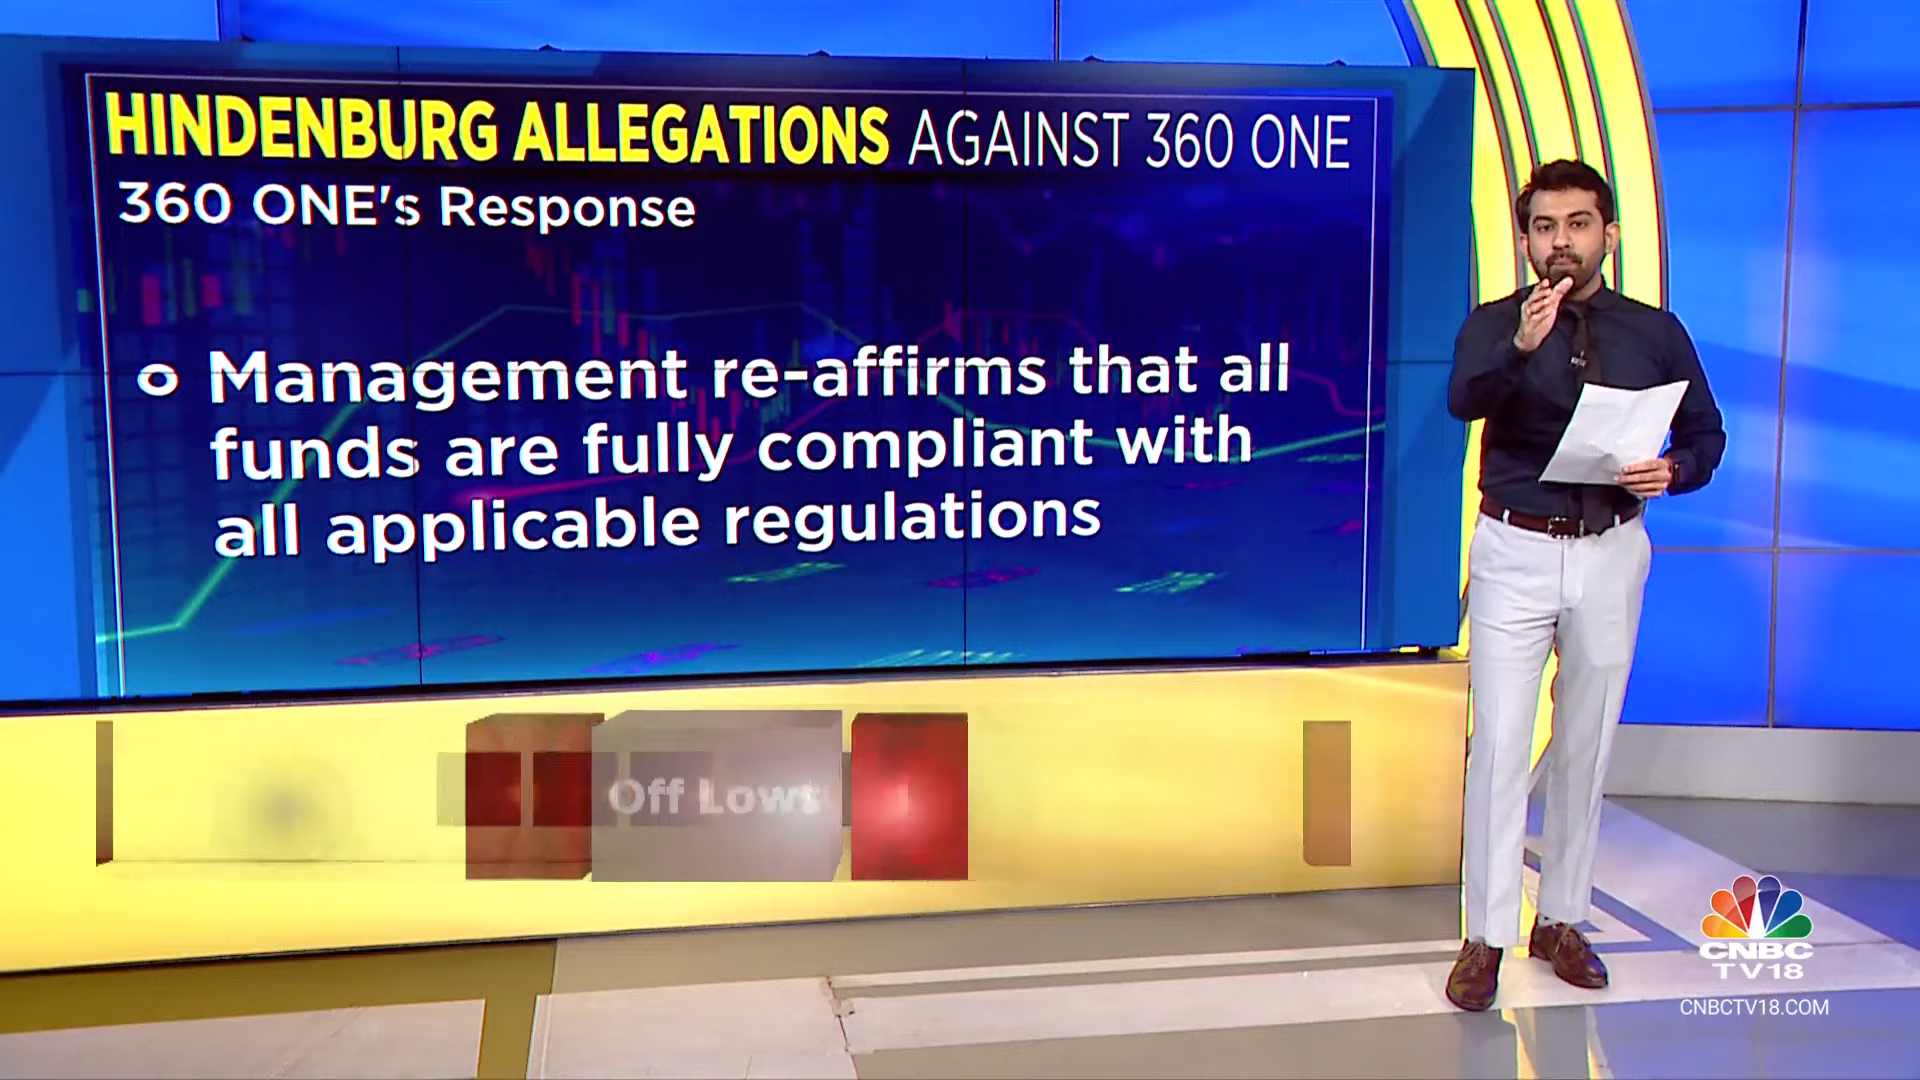 HINDENBURG ALLEGATIONS AGAINST 360 ONE
360 ONE's Response
o Management re-affirms that all
funds are fully compliant with
all applicable regulations
Off Lows
CNBC
TV18
CNBCTV18.COM